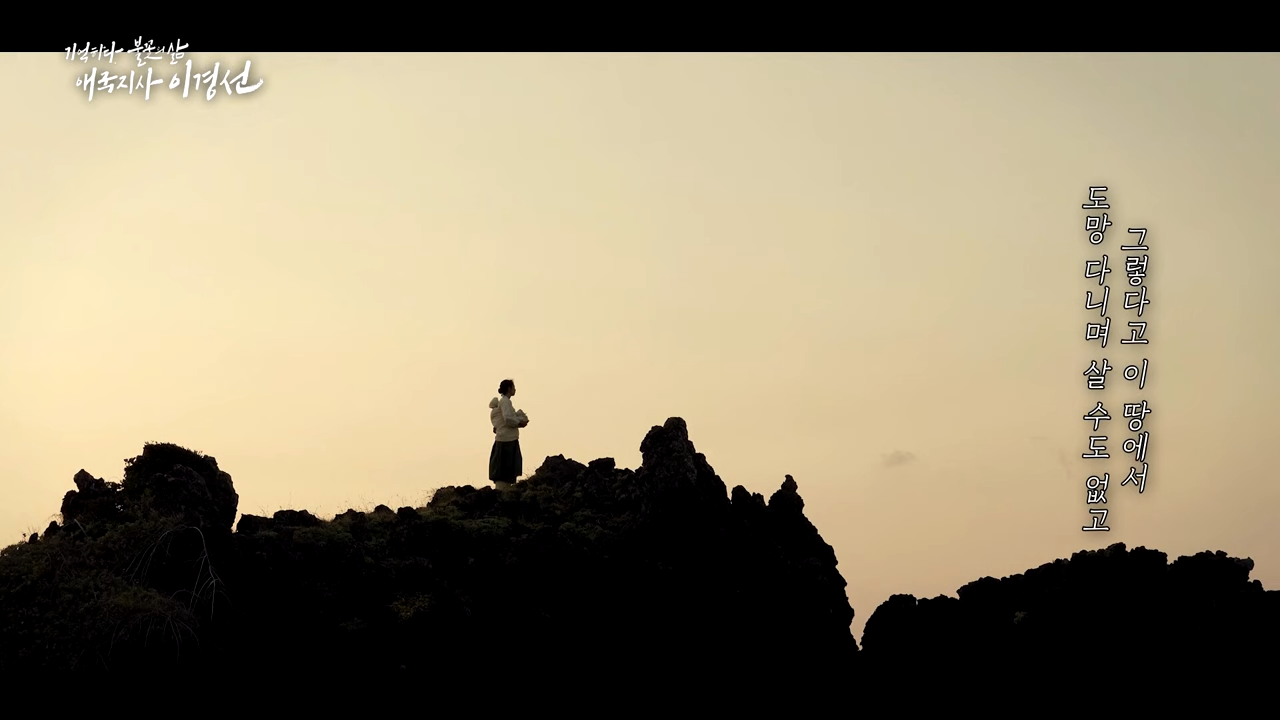 기억하다. 불꽃의 삶
애국지사 이경선
그렇다고 이 땅에서
도망 다니며 살 수도 없고